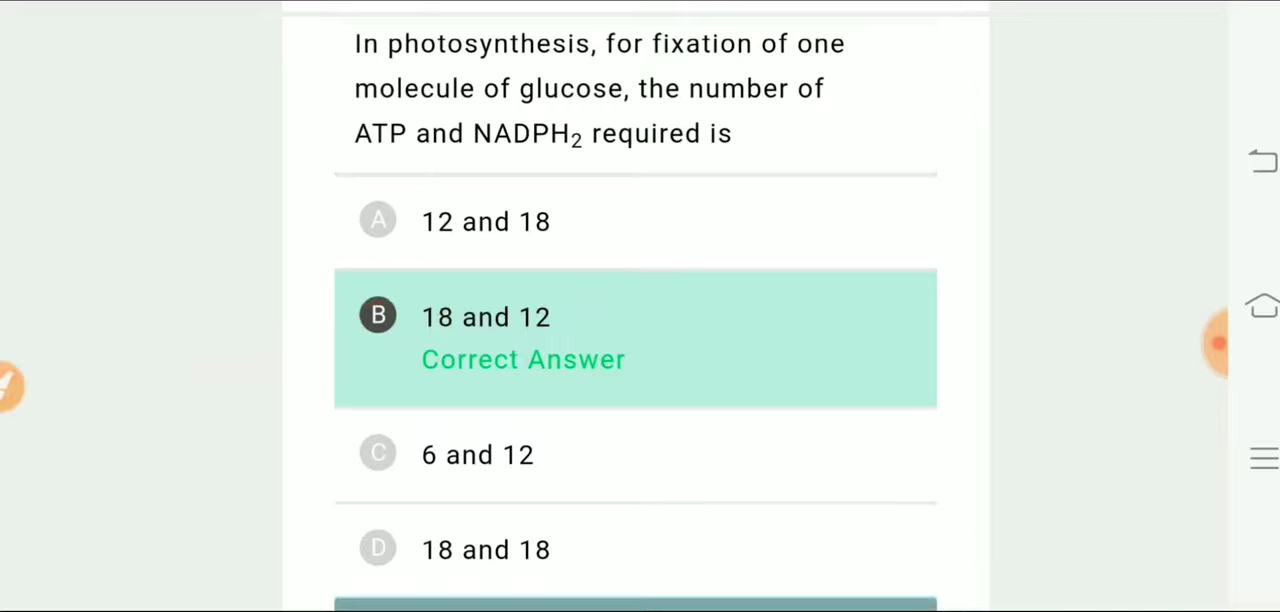 In photosynthesis, for fixation of one
molecule of glucose, the number of
ATP and NADPH₂ required is
A 12 and 18
B 18 and 12
Correct Answer
C 6 and 12
D 18 and 18